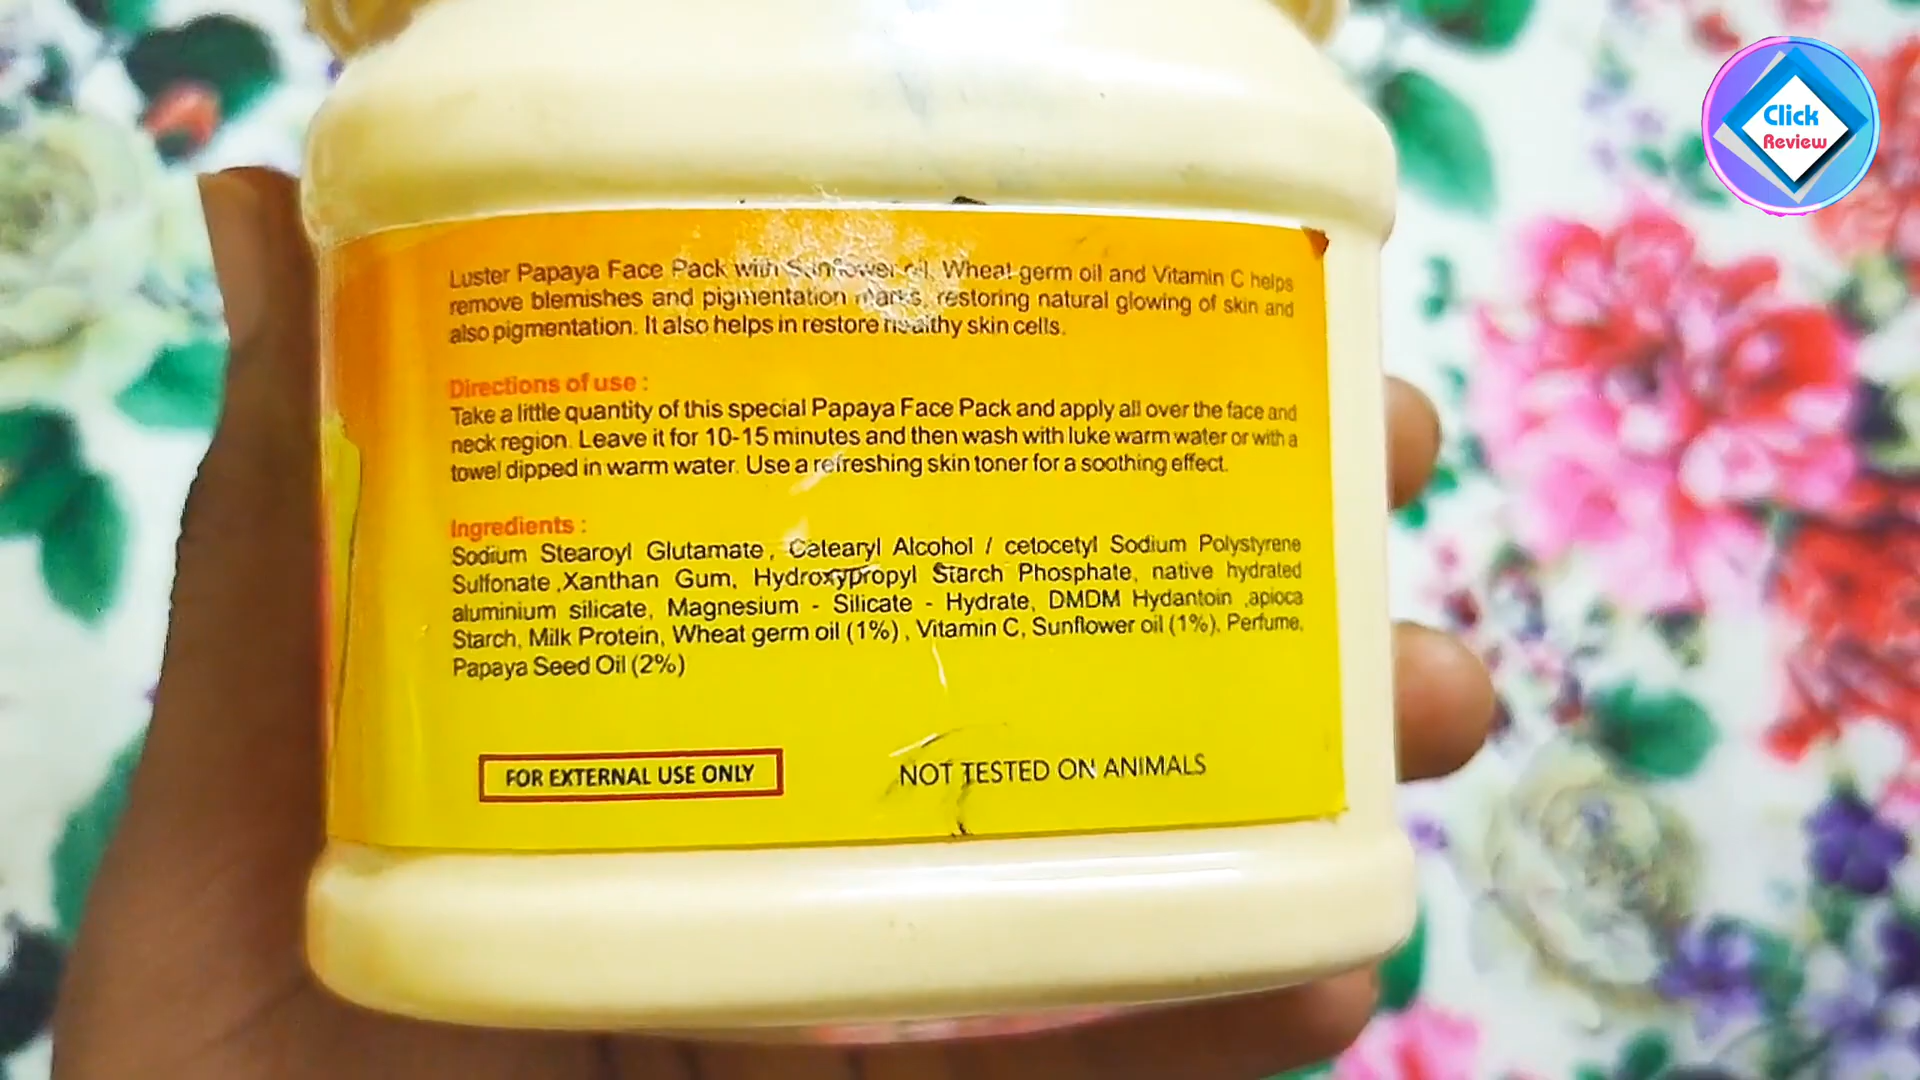 Click
Review
Luster Papaya Face Pack with Sunflower oil, Wheat germ oil and Vitamin C helps
remove blemishes and pigmentation marks, restoring natural glowing of skin and
also pigmentation. It also helps in restore healthy skin cells.
Directions of use :
Take a little quantity of this special Papaya Face Pack and apply all over the face and
neck region. Leave it for 10-15 minutes and then wash with luke warm water or with a
towel dipped in warm water. Use a refreshing skin toner for a soothing effect.
Ingredients :
Sodium Stearoyl Glutamate, Catearyl Alcohol / cetocetyl Sodium Polystyrene
Sulfonate ,Xanthan Gum, Hydroxypropyl Starch Phosphate, native hydrated
aluminium silicate, Magnesium - Silicate - Hydrate, DMDM Hydantoin ,apioca
Starch, Milk Protein, Wheat germ oil (1%) , Vitamin C, Sunflower oil (1%), Perfume,
Papaya Seed Oil (2%)
FOR EXTERNAL USE ONLY
NOT TESTED ON ANIMALS